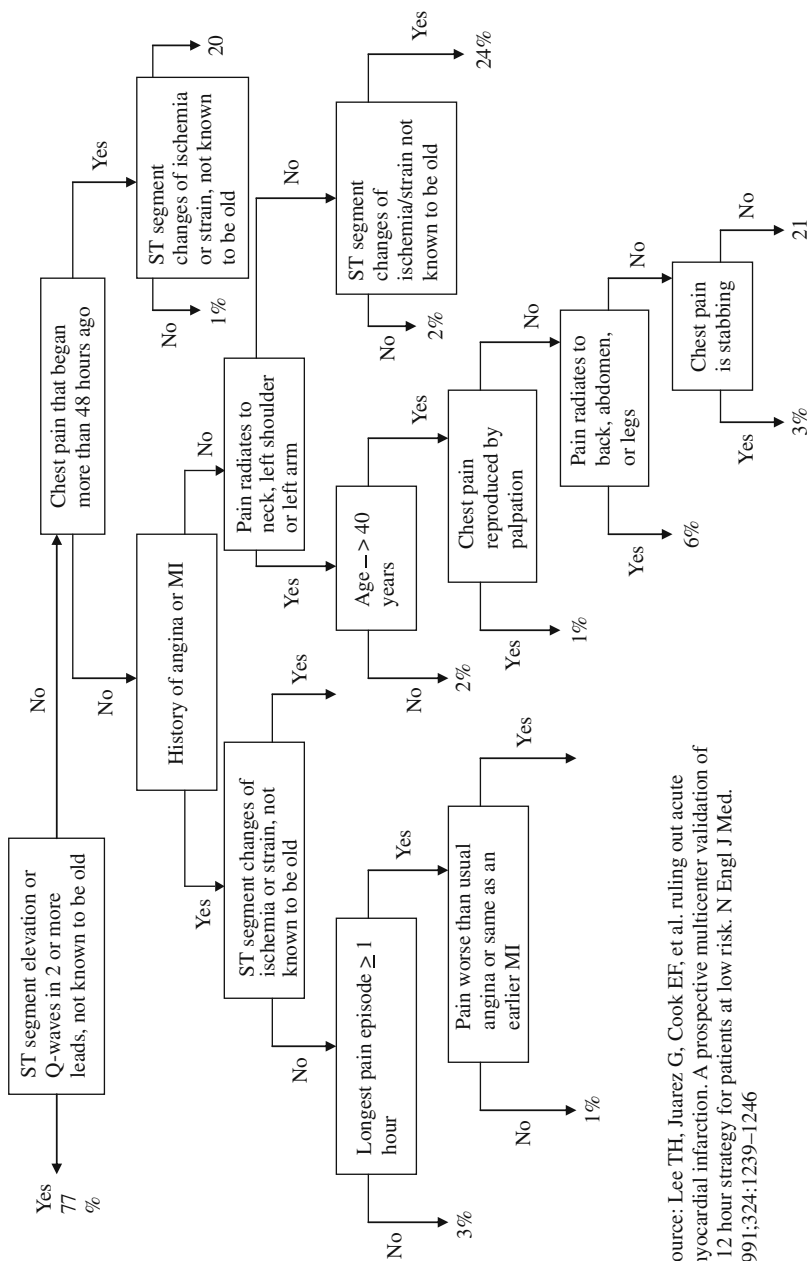 ST segment elevation or
Q-waves in 2 or more
leads, not known to be old
Yes
77
%
No
Chest pain that began
more than 48 hours ago
Yes
ST segment
changes of ischemia
or strain, not known
to be old
No
1%
20
No
History of angina or MI
Yes
ST segment changes of
ischemia or strain, not
known to be old
Yes
No
Longest pain episode ≥ 1
hour
No
3%
Yes
Pain worse than usual
angina or same as an
earlier MI
Yes
No
1%
No
Pain radiates to
neck, left shoulder
or left arm
No
ST segment
changes of
ischemia/strain not
known to be old
Yes
24%
No
2%
Yes
Age –> 40
years
No
2%
Yes
Chest pain
reproduced by
palpation
Yes
1%
No
Pain radiates to
back, abdomen,
or legs
Yes
6%
No
Chest pain
is stabbing
Yes
3%
No
21
ource: Lee TH, Juarez G, Cook EF, et al. ruling out acute
nyocardial infarction. A prospective multicenter validation of
12 hour strategy for patients at low risk. N Engl J Med.
991;324:1239–1246